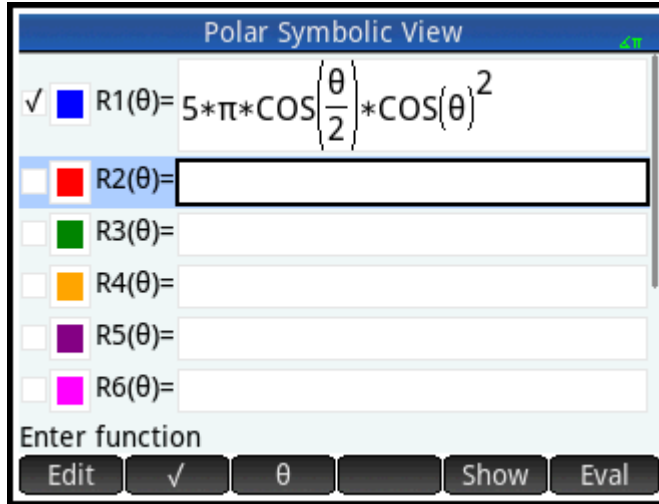 Polar Symbolic View
∡π
√ R1(θ)= 5*π*COS(θ/2)*COS(θ)²
R2(θ)=
R3(θ)=
R4(θ)=
R5(θ)=
R6(θ)=
Enter function
Edit √ θ Show Eval